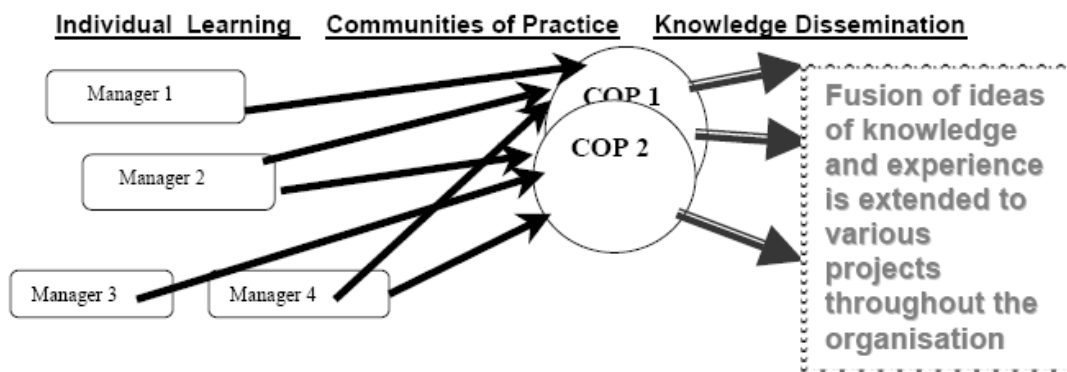 Individual Learning
Communities of Practice
Knowledge Dissemination
Manager 1
Manager 2
Manager 3
Manager 4
COP 1
COP 2
Fusion of ideas
of knowledge
and experience
is extended to
various
projects
throughout the
organisation